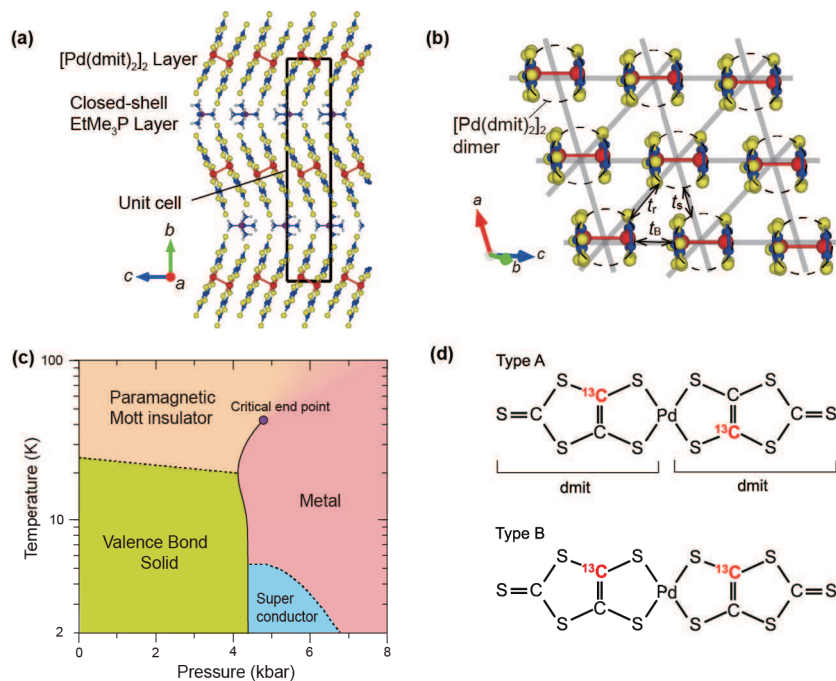 (a)
[Pd(dmit)2]2 Layer
Closed-shell
EtMe3P Layer
Unit cell
b
c
a
(b)
[Pd(dmit)2]2
dimer
tr
ts
tB
a
b
c
(c)
100
10
2
Temperature (K)
Paramagnetic
Mott insulator
Critical end point
Metal
Valence Bond
Solid
Super
conductor
0
2
4
6
8
Pressure (kbar)
(d)
Type A
S
13C
S
S
S
S=C
C
Pd
C
C=S
S
S
13C
S
S
dmit
dmit
Type B
S
13C
S
S
13C
S
S=C
Pd
C=S
S
C
S
S
C
S